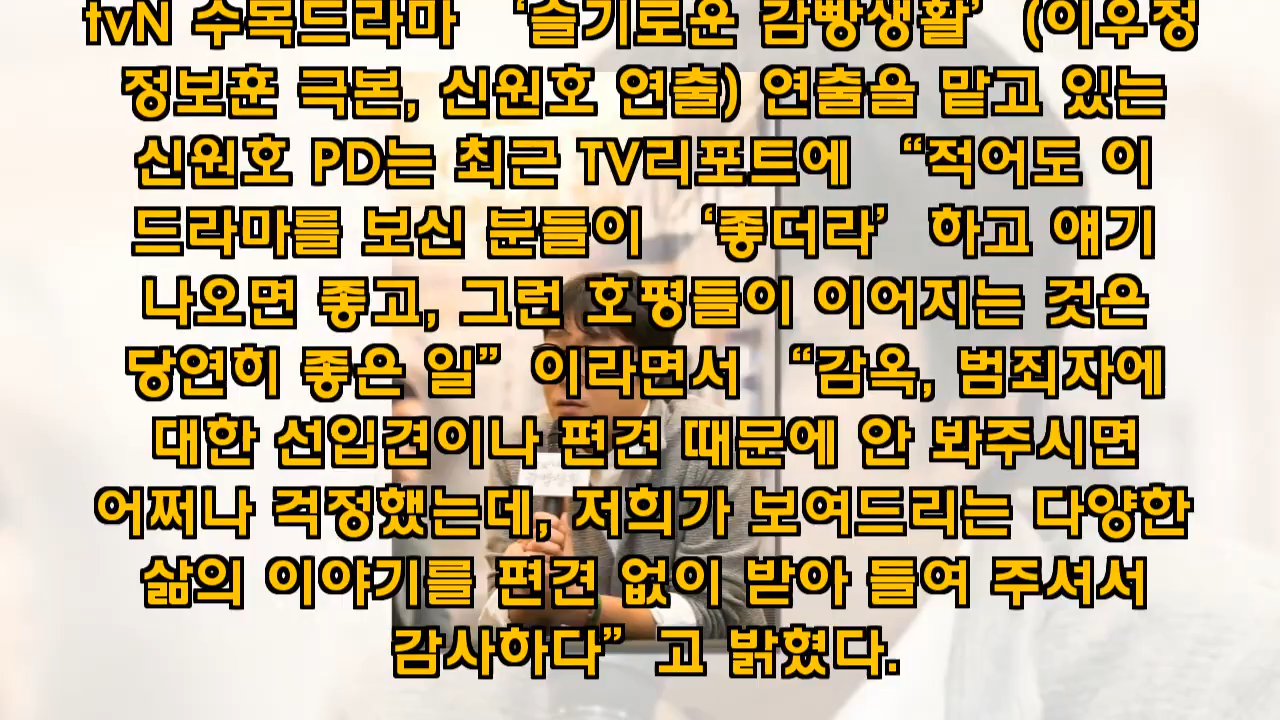 tvN 수목드라마 ‘슬기로운 감빵생활’ (이우정
정보훈 극본, 신원호 연출) 연출을 맡고 있는
신원호 PD는 최근 TV리포트에 “적어도 이
드라마를 보신 분들이 ‘좋더라’ 하고 얘기
나오면 좋고, 그런 호평들이 이어지는 것은
당연히 좋은 일” 이라면서 “감옥, 범죄자에
대한 선입견이나 편견 때문에 안 봐주시면
어쩌나 걱정했는데, 저희가 보여드리는 다양한
삶의 이야기를 편견 없이 받아 들여 주셔서
감사하다” 고 밝혔다.